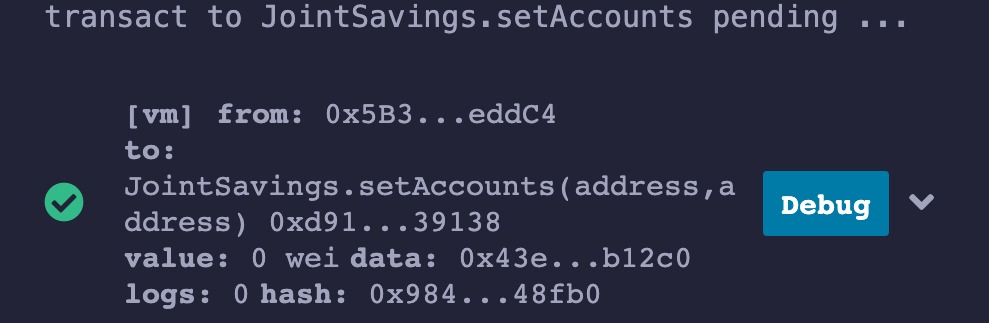 transact to JointSavings.setAccounts pending ...
[vm] from: 0x5B3...eddC4
to:
JointSavings.setAccounts(address,a
ddress) 0xd91...39138
value: 0 wei data: 0x43e...b12c0
logs: 0 hash: 0x984...48fb0
Debug